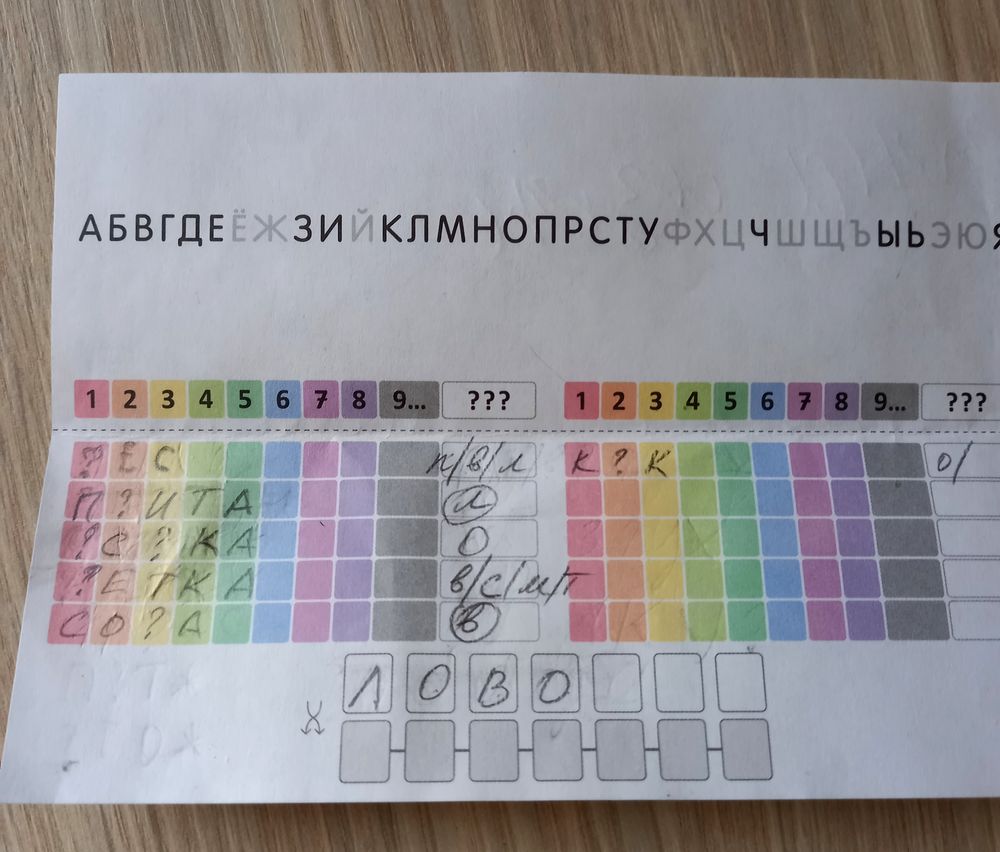 АБВГДЕЁЖЗИЙКЛМНОПРСТУФХЦЧШЩЪЫЬЭЮЯ
1 2 3 4 5 6 7 8 9... ??? 1 2 3 4 5 6 7 8 9... ???
? Е С п/в/л К ? К о/
П ? И Т А л
? С ? К А О
? Е Т К А в/с/м/п
С О ? А в
Л О В О